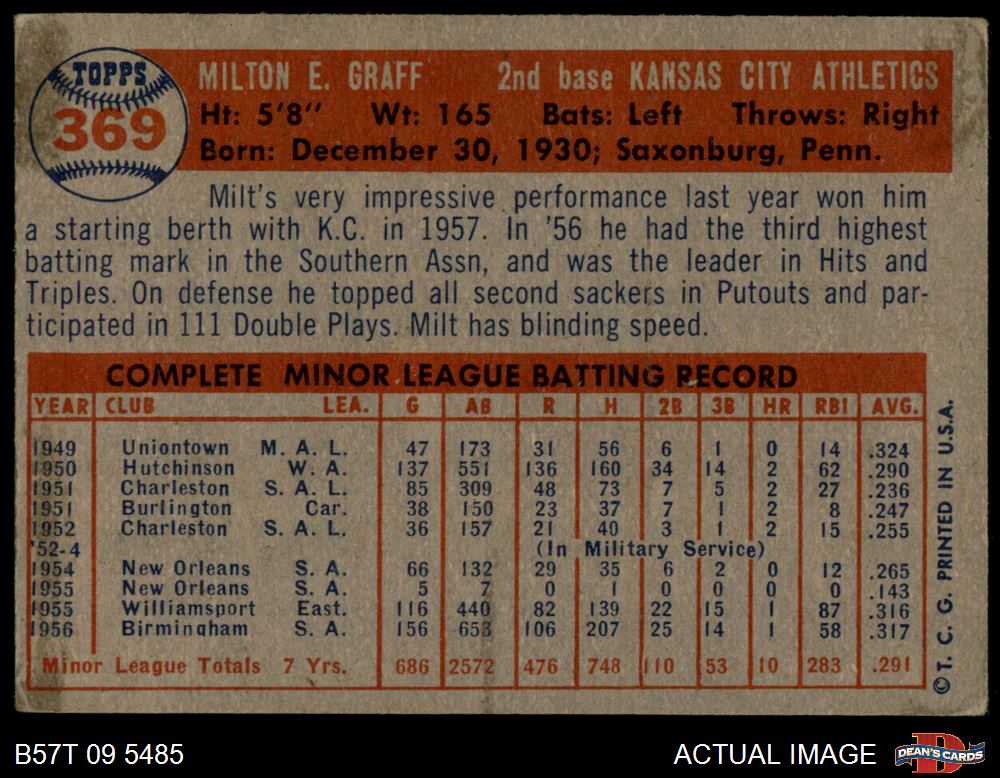 TOPPS
369
MILTON E. GRAFF 2nd base KANSAS CITY ATHLETICS
Ht: 5'8" Wt: 165 Bats: Left Throws: Right
Born: December 30, 1930; Saxonburg, Penn.
Milt's very impressive performance last year won him
a starting berth with K.C. in 1957. In '56 he had the third highest
batting mark in the Southern Assn, and was the leader in Hits and
Triples. On defense he topped all second sackers in Putouts and par-
ticipated in 111 Double Plays. Milt has blinding speed.
COMPLETE MINOR LEAGUE BATTING RECORD
YEAR CLUB LEA. G AB R H 2B 3B HR RBI AVG.
1949 Uniontown M. A. L. 47 173 31 56 6 1 0 14 .324
1950 Hutchinson W. A. 137 551 136 160 34 14 2 62 .290
1951 Charleston S. A. L. 85 309 48 73 7 5 2 27 .236
1951 Burlington Car. 38 150 23 37 7 1 2 8 .247
1952 Charleston S. A. L. 36 157 21 40 3 1 2 15 .255
'52-4 (In Military Service)
1954 New Orleans S. A. 66 132 29 35 6 2 0 12 .265
1955 New Orleans S. A. 5 7 0 1 0 0 0 0 .143
1955 Williamsport East. 116 440 82 139 22 15 1 87 .316
1956 Birmingham S. A. 156 653 106 207 25 14 1 58 .317
Minor League Totals 7 Yrs. 686 2572 476 748 110 53 10 283 .291
© T. C. G. PRINTED IN U.S.A.
B57T 09 5485
ACTUAL IMAGE
DEAN'S CARDS